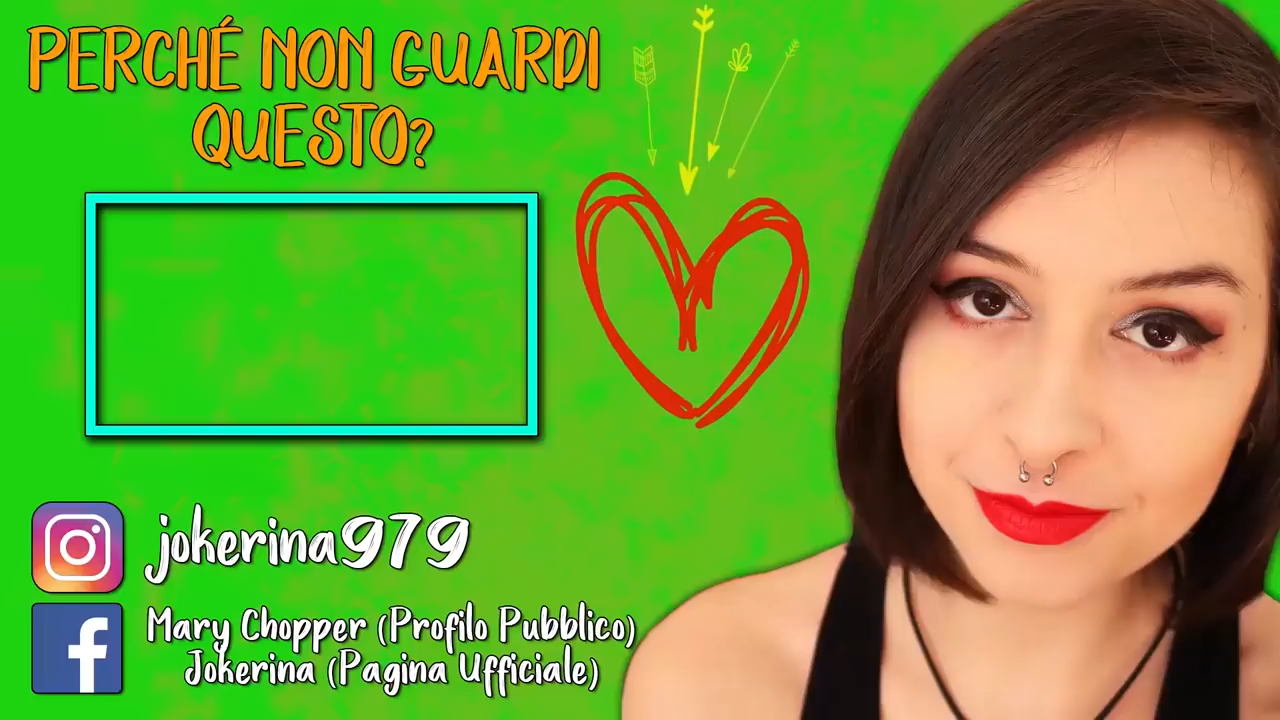 PERCHÉ NON GUARDI
QUESTO?
jokerina979
Mary Chopper (Profilo Pubblico)
Jokerina (Pagina Ufficiale)